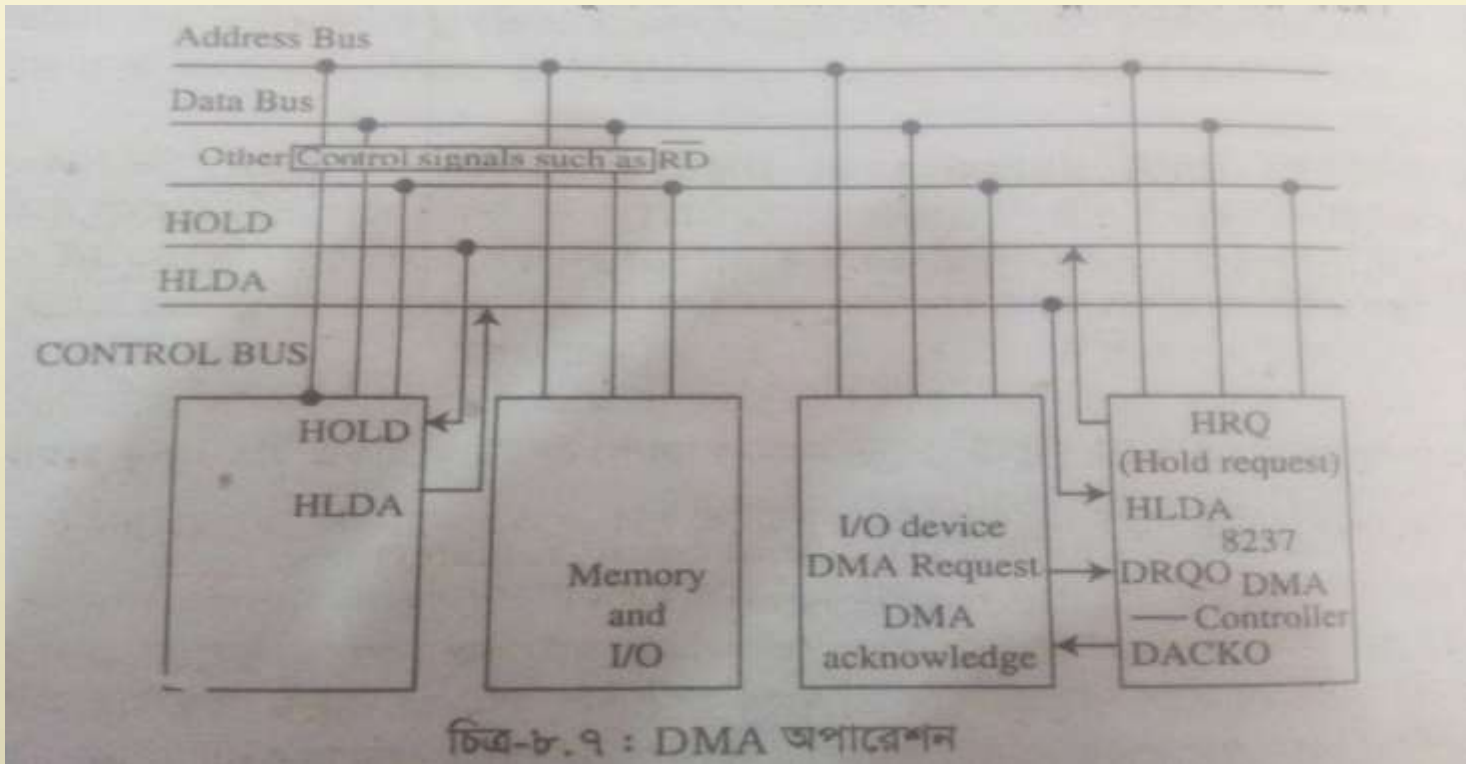 Address Bus
Data Bus
Other Control signals such as R̅D̅
HOLD
HLDA
CONTROL BUS
HOLD
HLDA
Memory
and
I/O
I/O device
DMA Request
DMA
acknowledge
HRQ
(Hold request)
HLDA
8237
DRQO DMA
Controller
DACKO
চিত্র-৮.৭ : DMA অপারেশন